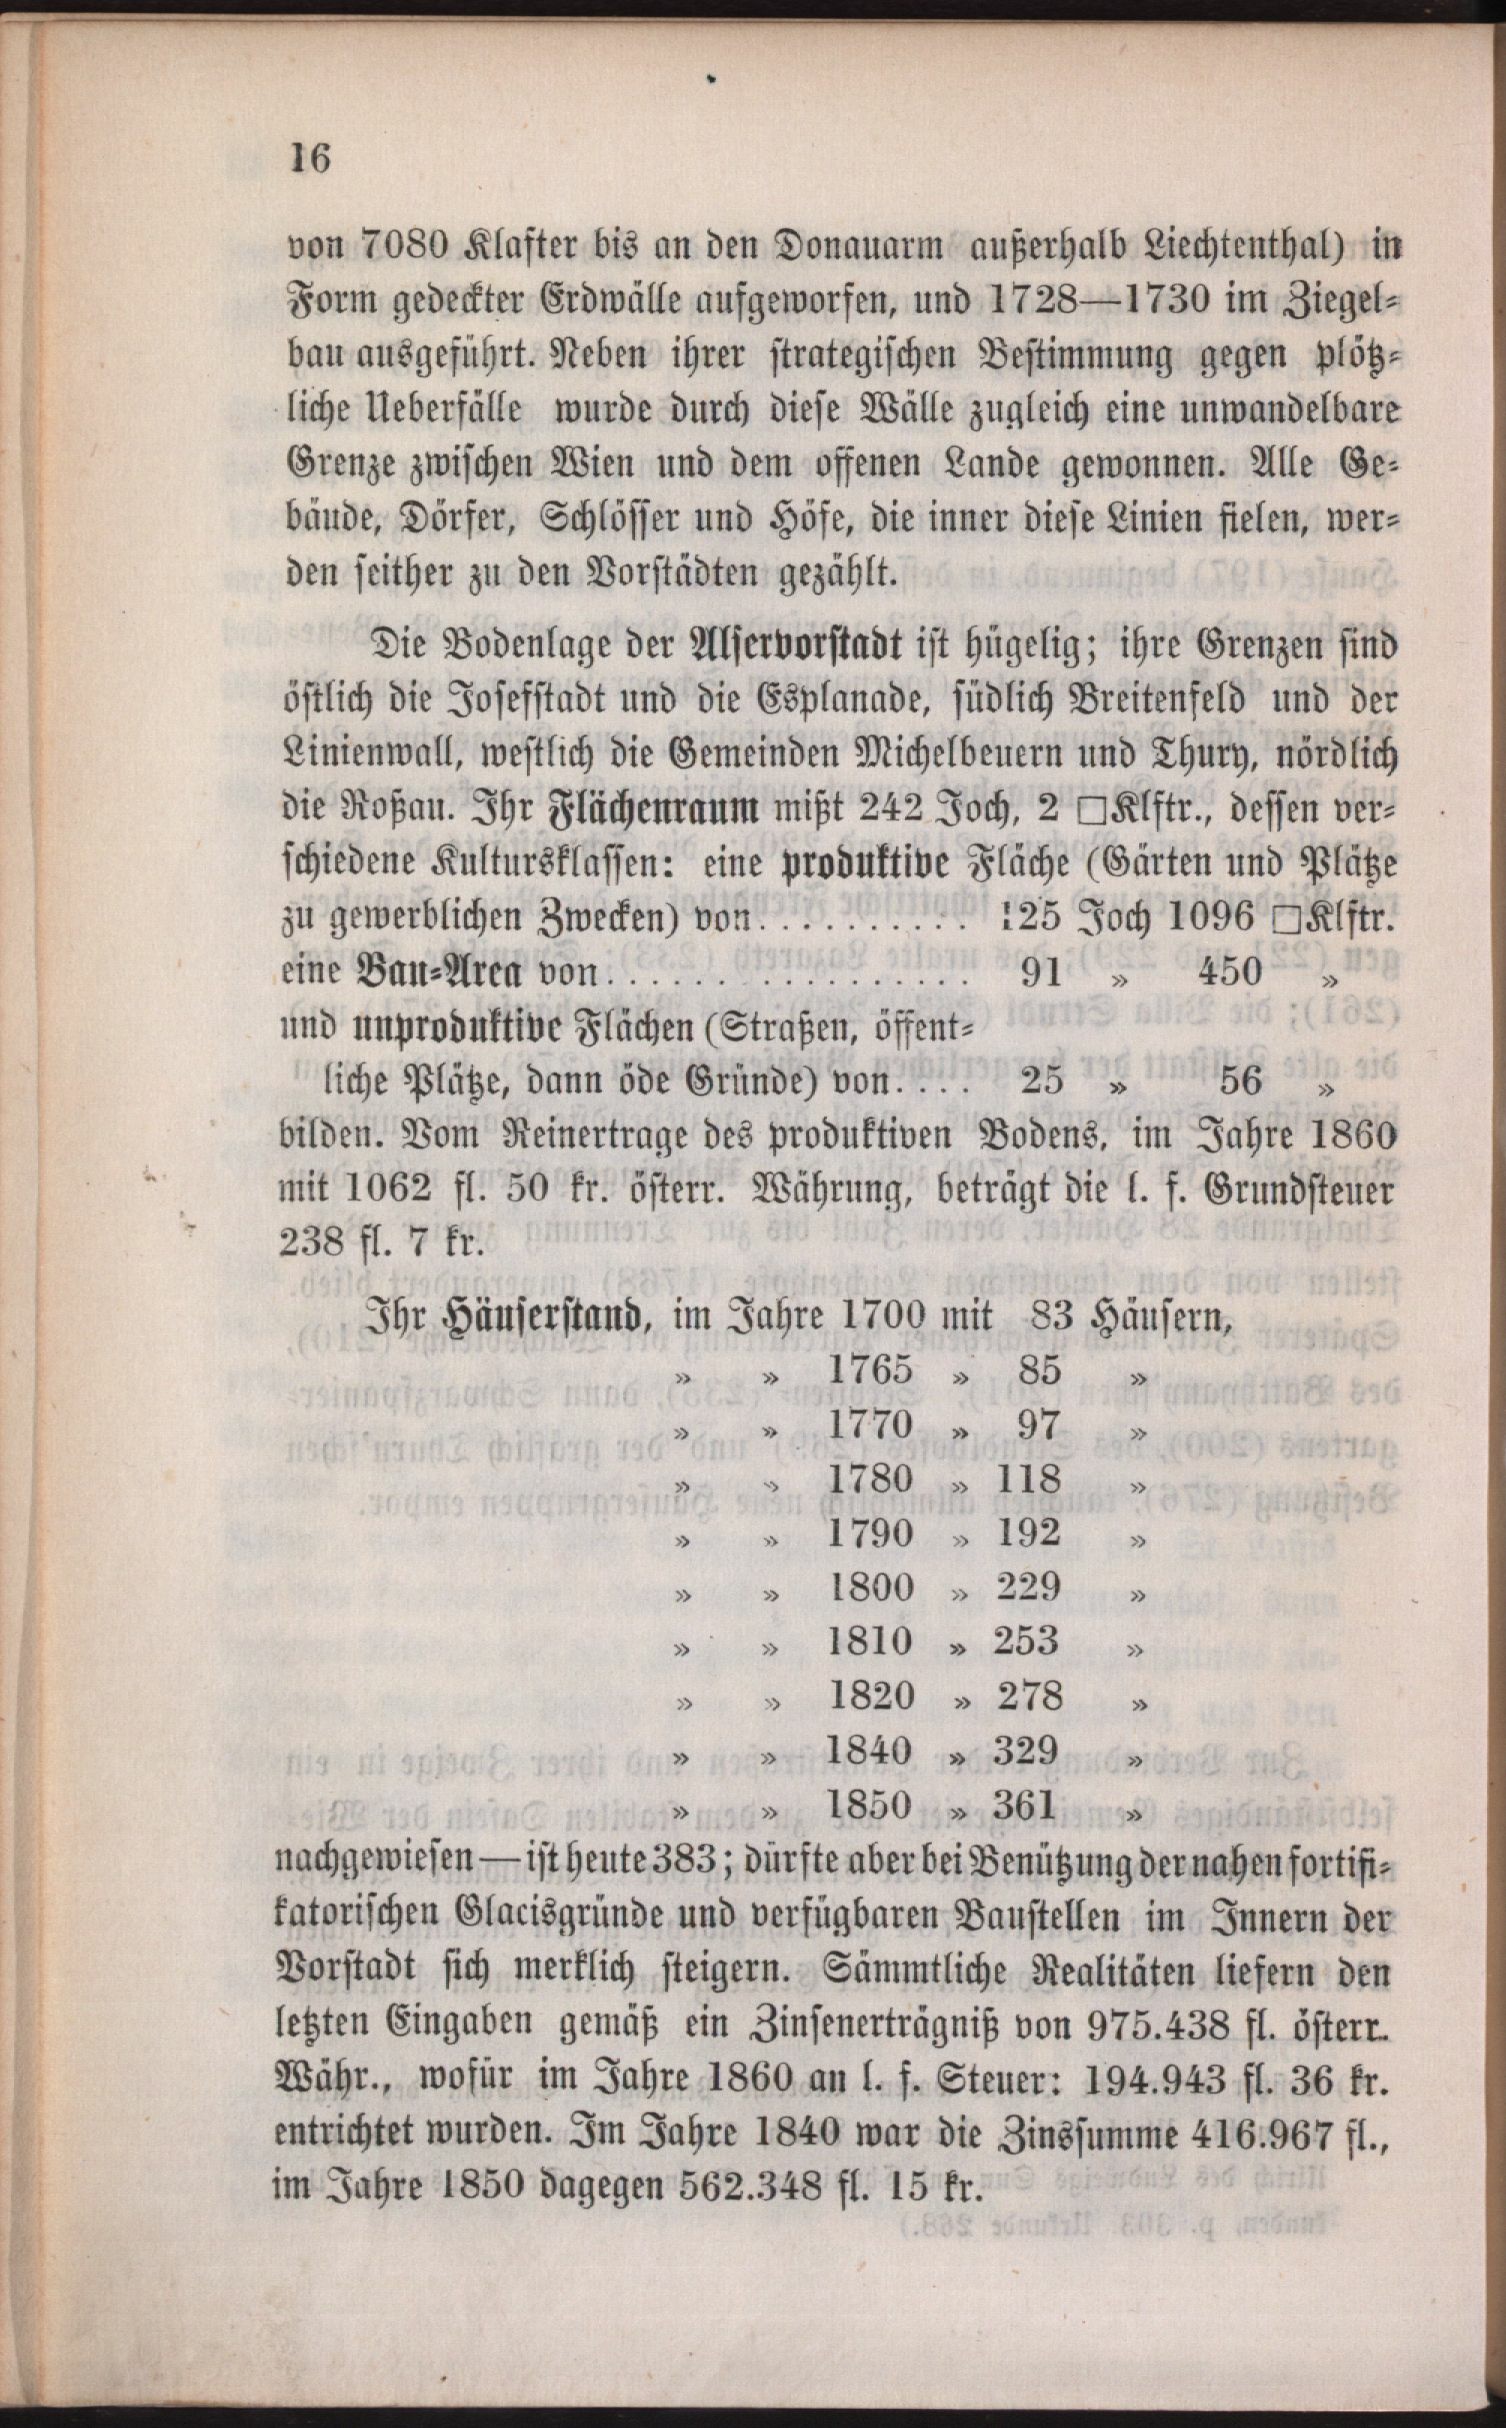 16
von 7080 Klafter bis an den Donauarm außerhalb Liechtenthal) in
Form gedeckter Erdwälle aufgeworfen, und 1728—1730 im Ziegel-
bau ausgeführt. Neben ihrer strategischen Bestimmung gegen plötz-
liche Ueberfälle wurde durch diese Wälle zugleich eine unwandelbare
Grenze zwischen Wien und dem offenen Lande gewonnen. Alle Ge-
bäude, Dörfer, Schlösser und Höfe, die inner diese Linien fielen, wer-
den seither zu den Vorstädten gezählt.
Die Bodenlage der Alservorstadt ist hügelig; ihre Grenzen sind
östlich die Josefstadt und die Esplanade, südlich Breitenfeld und der
Linienwall, westlich die Gemeinden Michelbeuern und Thury, nördlich
die Roßau. Ihr Flächenraum mißt 242 Joch, 2 □Klftr., dessen ver-
schiedene Kultursklassen: eine produktive Fläche (Gärten und Plätze
zu gewerblichen Zwecken) von.......... 125 Joch 1096 □Klftr.
eine Bau-Area von................. 91 » 450 »
und unproduktive Flächen (Straßen, öffent-
liche Plätze, dann öde Gründe) von.... 25 » 56 »
bilden. Vom Reinertrage des produktiven Bodens, im Jahre 1860
mit 1062 fl. 50 kr. österr. Währung, beträgt die l. f. Grundsteuer
238 fl. 7 kr.
Ihr Häuserstand, im Jahre 1700 mit 83 Häusern,
» » 1765 » 85 »
» » 1770 » 97 »
» » 1780 » 118 »
» » 1790 » 192 »
» » 1800 » 229 »
» » 1810 » 253 »
» » 1820 » 278 »
» » 1840 » 329 »
» » 1850 » 361 »
nachgewiesen — ist heute 383; dürfte aber bei Benützung der nahen fortifi-
katorischen Glacisgründe und verfügbaren Baustellen im Innern der
Vorstadt sich merklich steigern. Sämmtliche Realitäten liefern den
letzten Eingaben gemäß ein Zinsenerträgniß von 975.438 fl. österr.
Währ., wofür im Jahre 1860 an l. f. Steuer: 194.943 fl. 36 kr.
entrichtet wurden. Im Jahre 1840 war die Zinssumme 416.967 fl.,
im Jahre 1850 dagegen 562.348 fl. 15 kr.